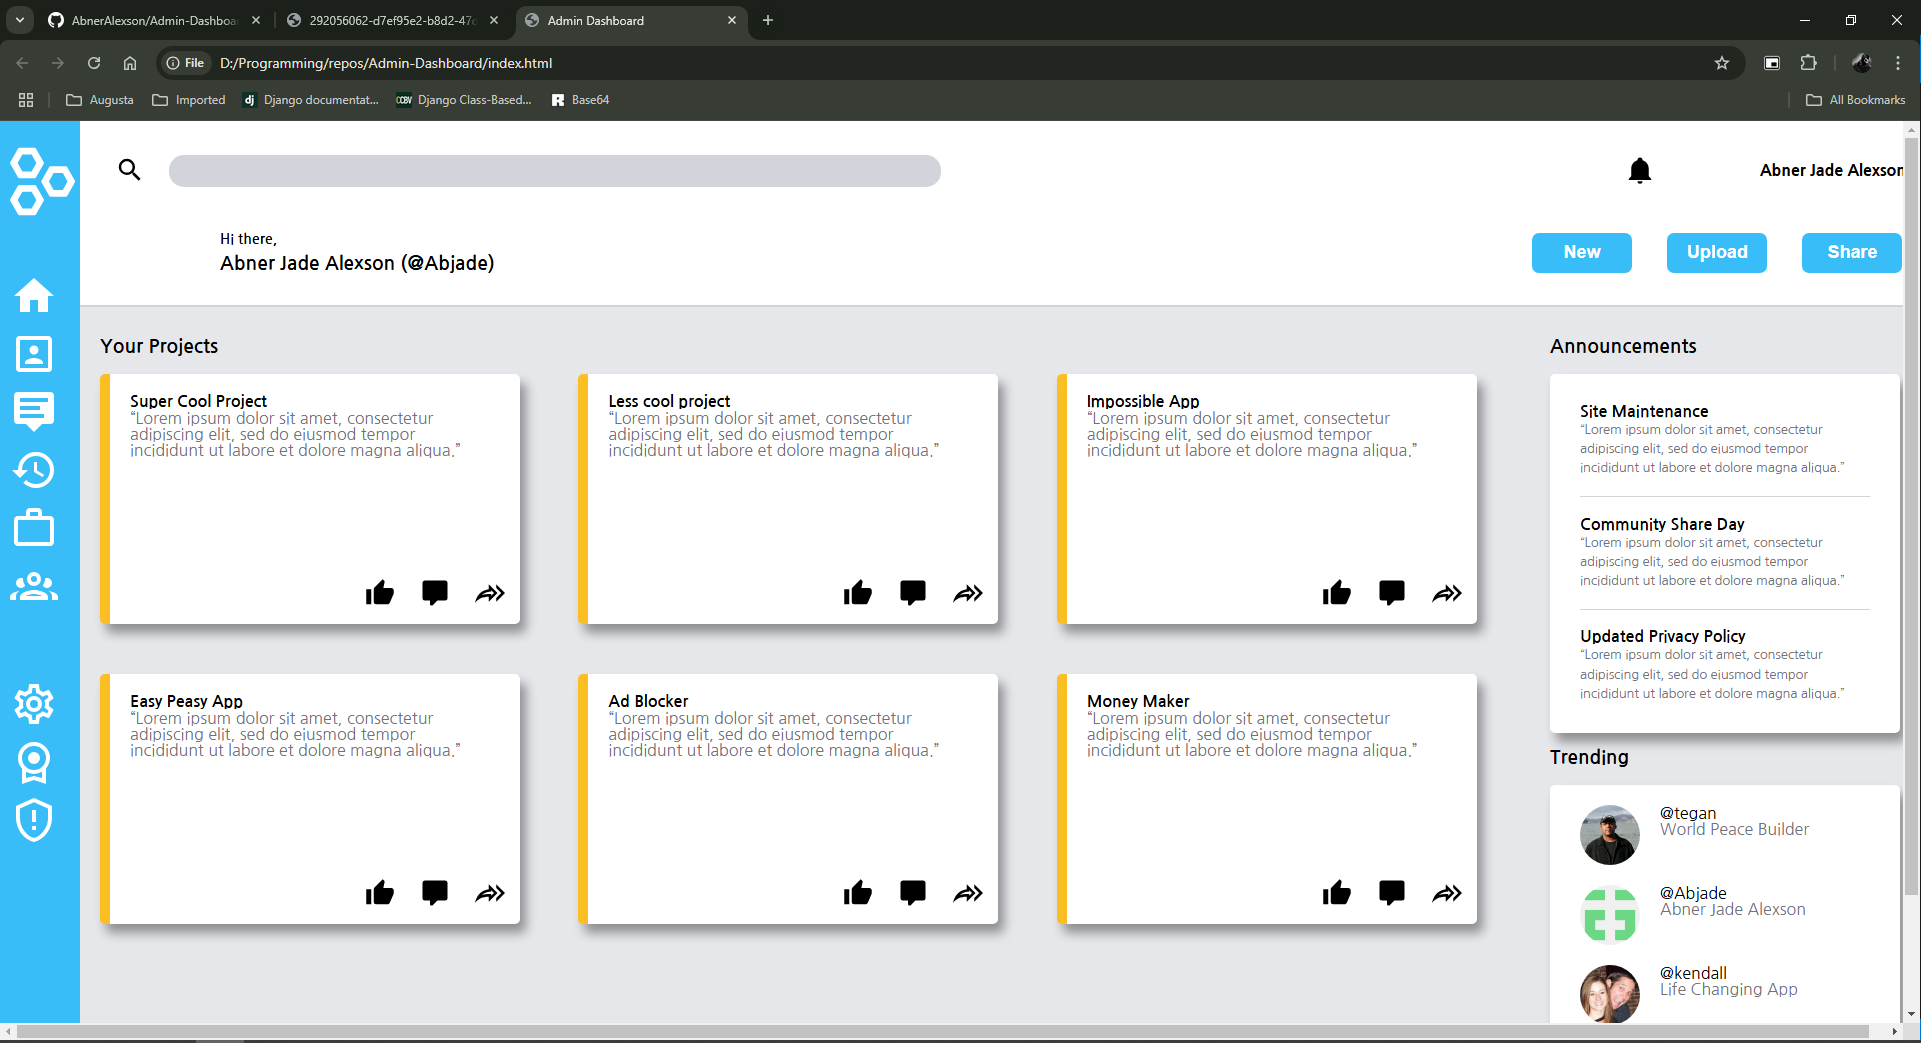 AbnerAlexson/Admin-Dashboa
292056062-d7ef95e2-b8d2-47d
Admin Dashboard
File
D:/Programming/repos/Admin-Dashboard/index.html
Augusta
Imported
dj
Django documentat...
CCBV
Django Class-Based...
R
Base64
All Bookmarks
Abner Jade Alexson
Hi there,
Abner Jade Alexson (@Abjade)
New
Upload
Share
Your Projects
Super Cool Project
“Lorem ipsum dolor sit amet, consectetur
adipiscing elit, sed do eiusmod tempor
incididunt ut labore et dolore magna aliqua.”
Less cool project
“Lorem ipsum dolor sit amet, consectetur
adipiscing elit, sed do eiusmod tempor
incididunt ut labore et dolore magna aliqua.”
Impossible App
“Lorem ipsum dolor sit amet, consectetur
adipiscing elit, sed do eiusmod tempor
incididunt ut labore et dolore magna aliqua.”
Easy Peasy App
“Lorem ipsum dolor sit amet, consectetur
adipiscing elit, sed do eiusmod tempor
incididunt ut labore et dolore magna aliqua.”
Ad Blocker
“Lorem ipsum dolor sit amet, consectetur
adipiscing elit, sed do eiusmod tempor
incididunt ut labore et dolore magna aliqua.”
Money Maker
“Lorem ipsum dolor sit amet, consectetur
adipiscing elit, sed do eiusmod tempor
incididunt ut labore et dolore magna aliqua.”
Announcements
Site Maintenance
“Lorem ipsum dolor sit amet, consectetur
adipiscing elit, sed do eiusmod tempor
incididunt ut labore et dolore magna aliqua.”
Community Share Day
“Lorem ipsum dolor sit amet, consectetur
adipiscing elit, sed do eiusmod tempor
incididunt ut labore et dolore magna aliqua.”
Updated Privacy Policy
“Lorem ipsum dolor sit amet, consectetur
adipiscing elit, sed do eiusmod tempor
incididunt ut labore et dolore magna aliqua.”
Trending
@tegan
World Peace Builder
@Abjade
Abner Jade Alexson
@kendall
Life Changing App